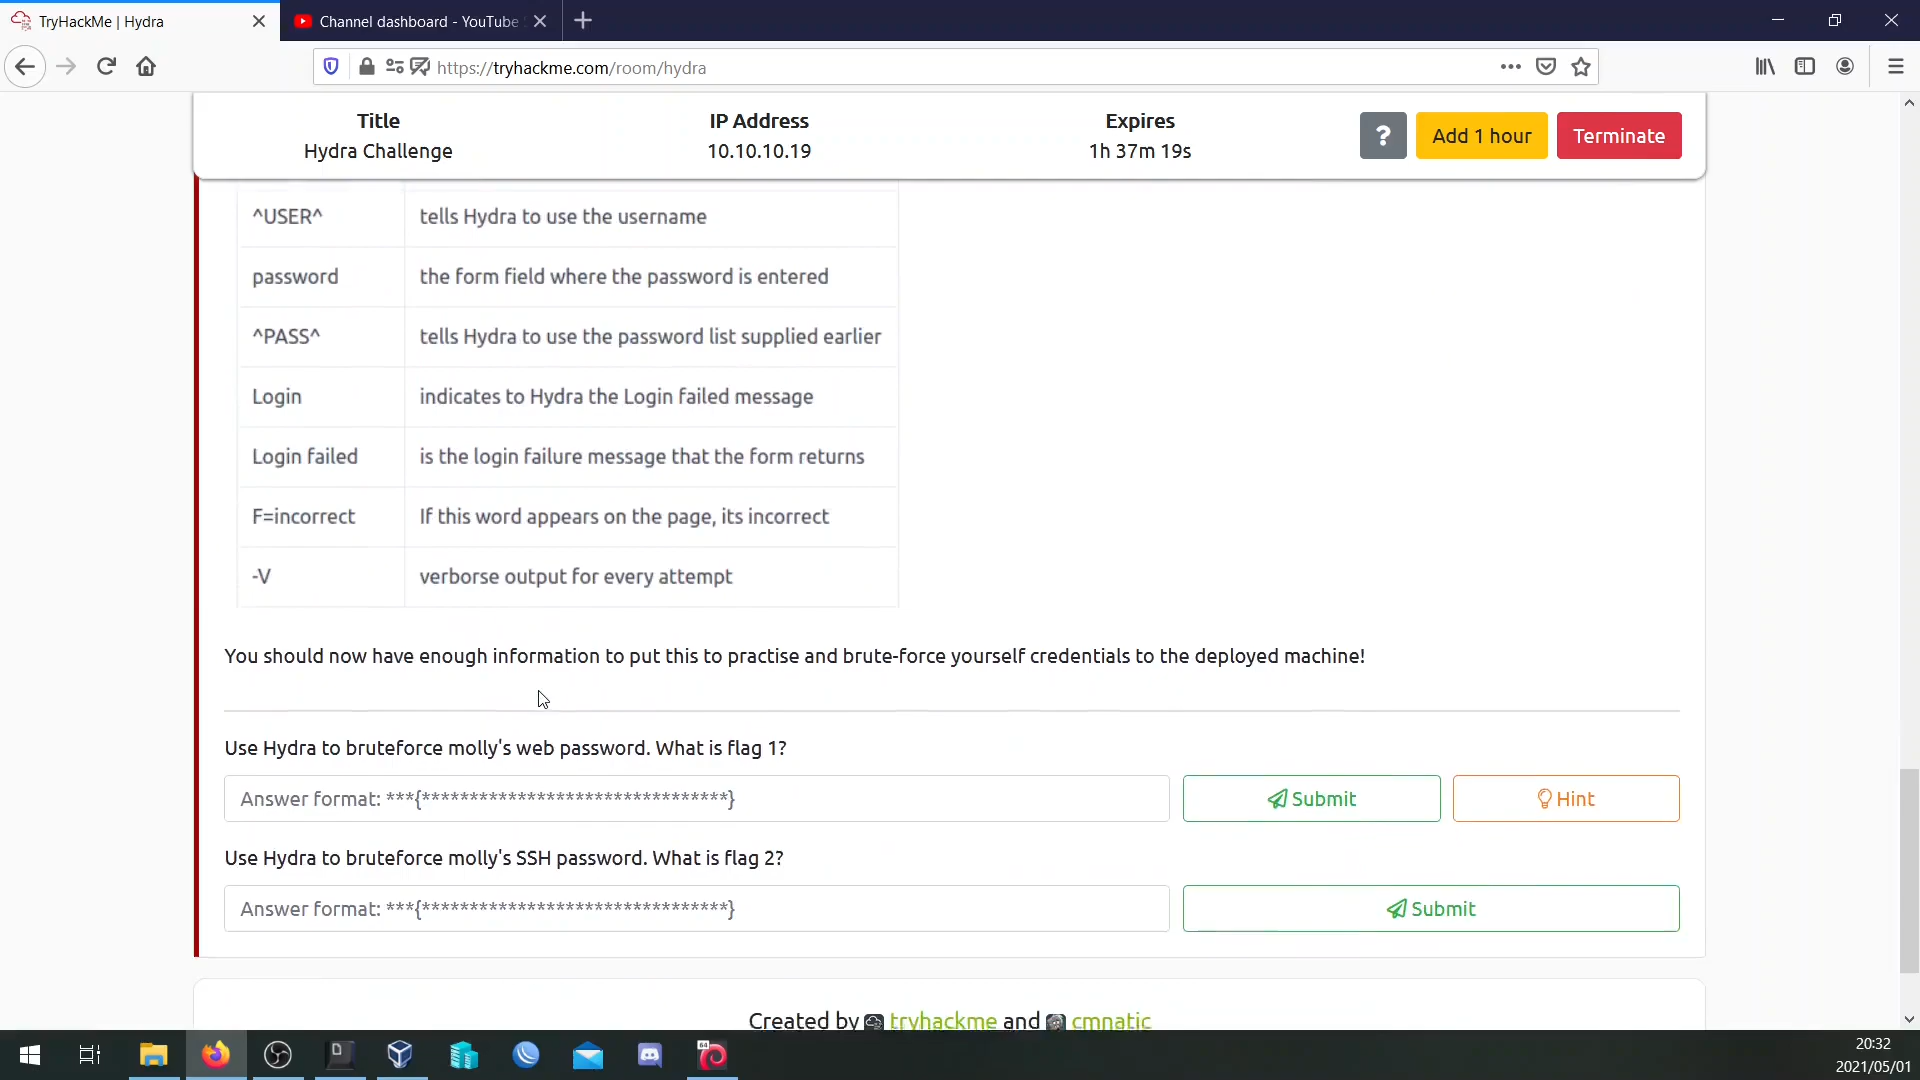 TryHackMe | Hydra
Channel dashboard - YouTube
https://tryhackme.com/room/hydra
Title
Hydra Challenge
IP Address
10.10.10.19
Expires
1h 37m 19s
?
Add 1 hour
Terminate
^USER^ tells Hydra to use the username
password the form field where the password is entered
^PASS^ tells Hydra to use the password list supplied earlier
Login indicates to Hydra the Login failed message
Login failed is the login failure message that the form returns
F=incorrect If this word appears on the page, its incorrect
-V verborse output for every attempt
You should now have enough information to put this to practise and brute-force yourself credentials to the deployed machine!
Use Hydra to bruteforce molly's web password. What is flag 1?
Answer format: ***{********************************}
Submit
Hint
Use Hydra to bruteforce molly's SSH password. What is flag 2?
Answer format: ***{********************************}
Submit
Created by tryhackme and cmnatic
D
64
20:32
2021/05/01